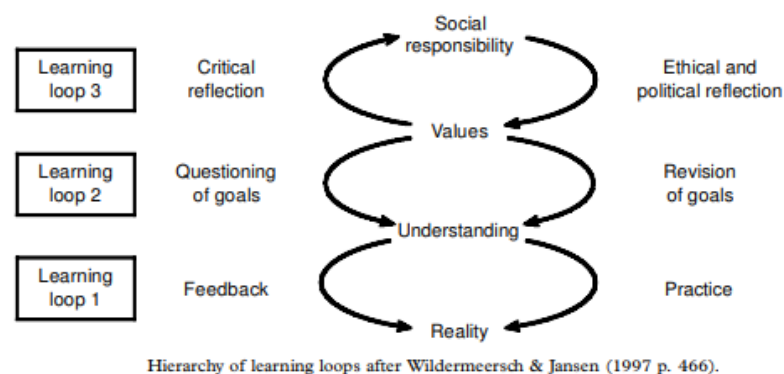 Social
responsibility
Learning
loop 3
Critical
reflection
Ethical and
political reflection
Values
Learning
loop 2
Questioning
of goals
Revision
of goals
Understanding
Learning
loop 1
Feedback
Practice
Reality
Hierarchy of learning loops after Wildermeersch & Jansen (1997 p. 466).